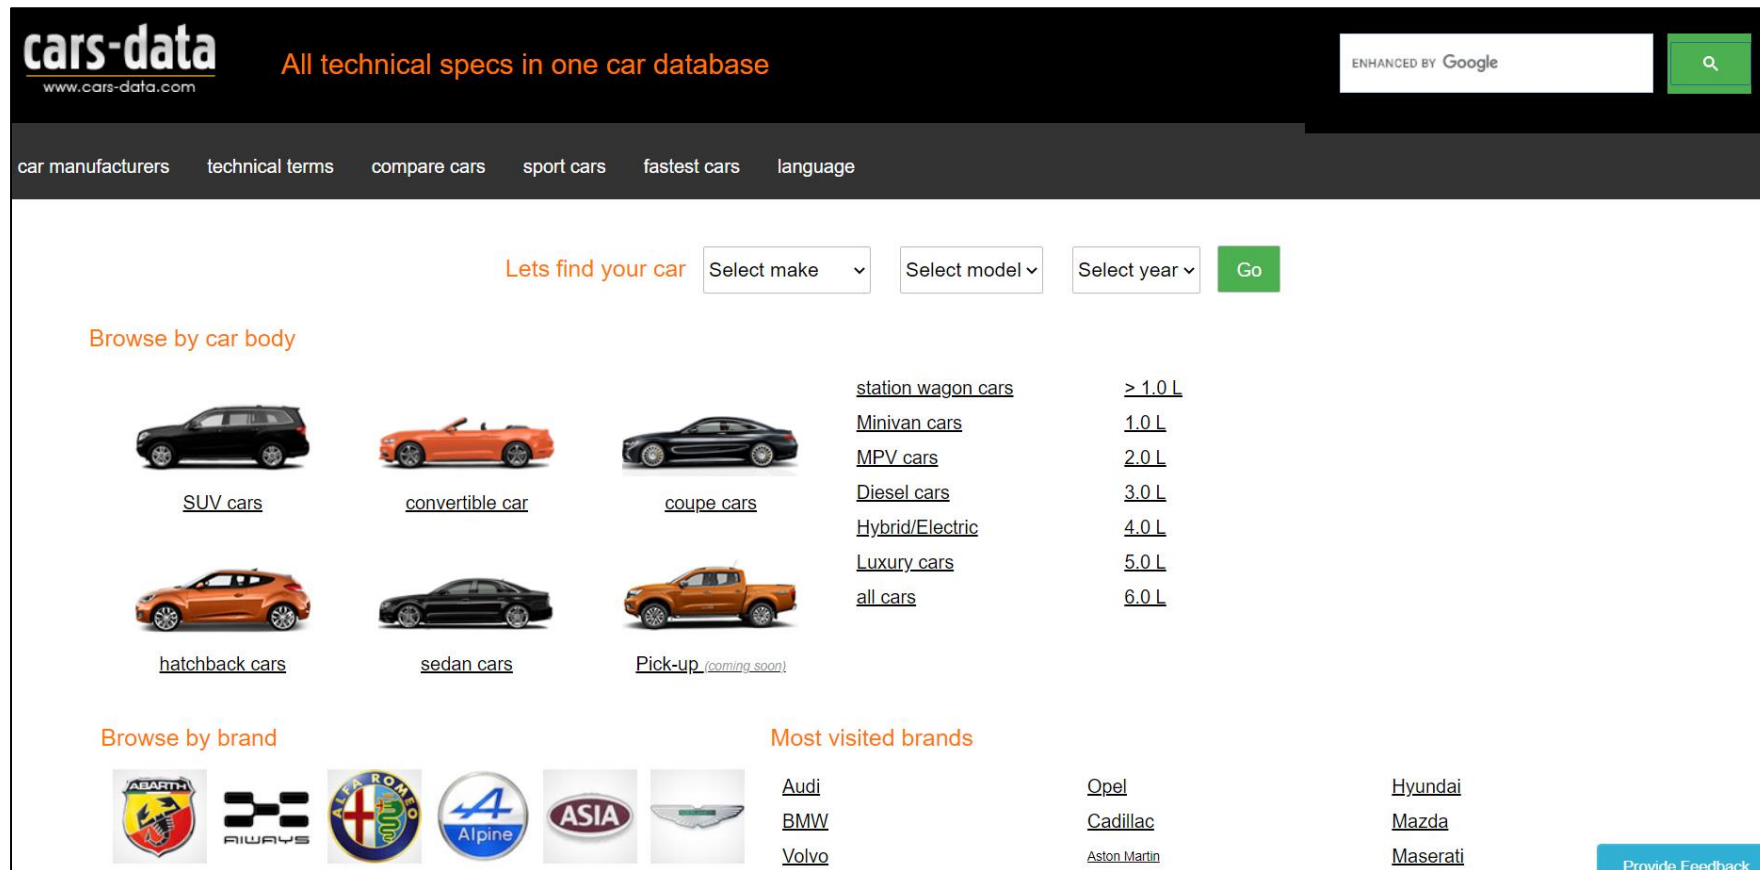 cars-data
www.cars-data.com
All technical specs in one car database
ENHANCED BY Google
car manufacturers technical terms compare cars sport cars fastest cars language
Lets find your car Select make Select model Select year Go
Browse by car body
SUV cars convertible car coupe cars
hatchback cars sedan cars Pick-up (coming soon)
station wagon cars > 1.0 L
Minivan cars 1.0 L
MPV cars 2.0 L
Diesel cars 3.0 L
Hybrid/Electric 4.0 L
Luxury cars 5.0 L
all cars 6.0 L
Browse by brand
ABARTH AIWAYS ALFA ROMEO Alpine ASIA
Most visited brands
Audi Opel Hyundai
BMW Cadillac Mazda
Volvo Aston Martin Maserati
Provide Feedback